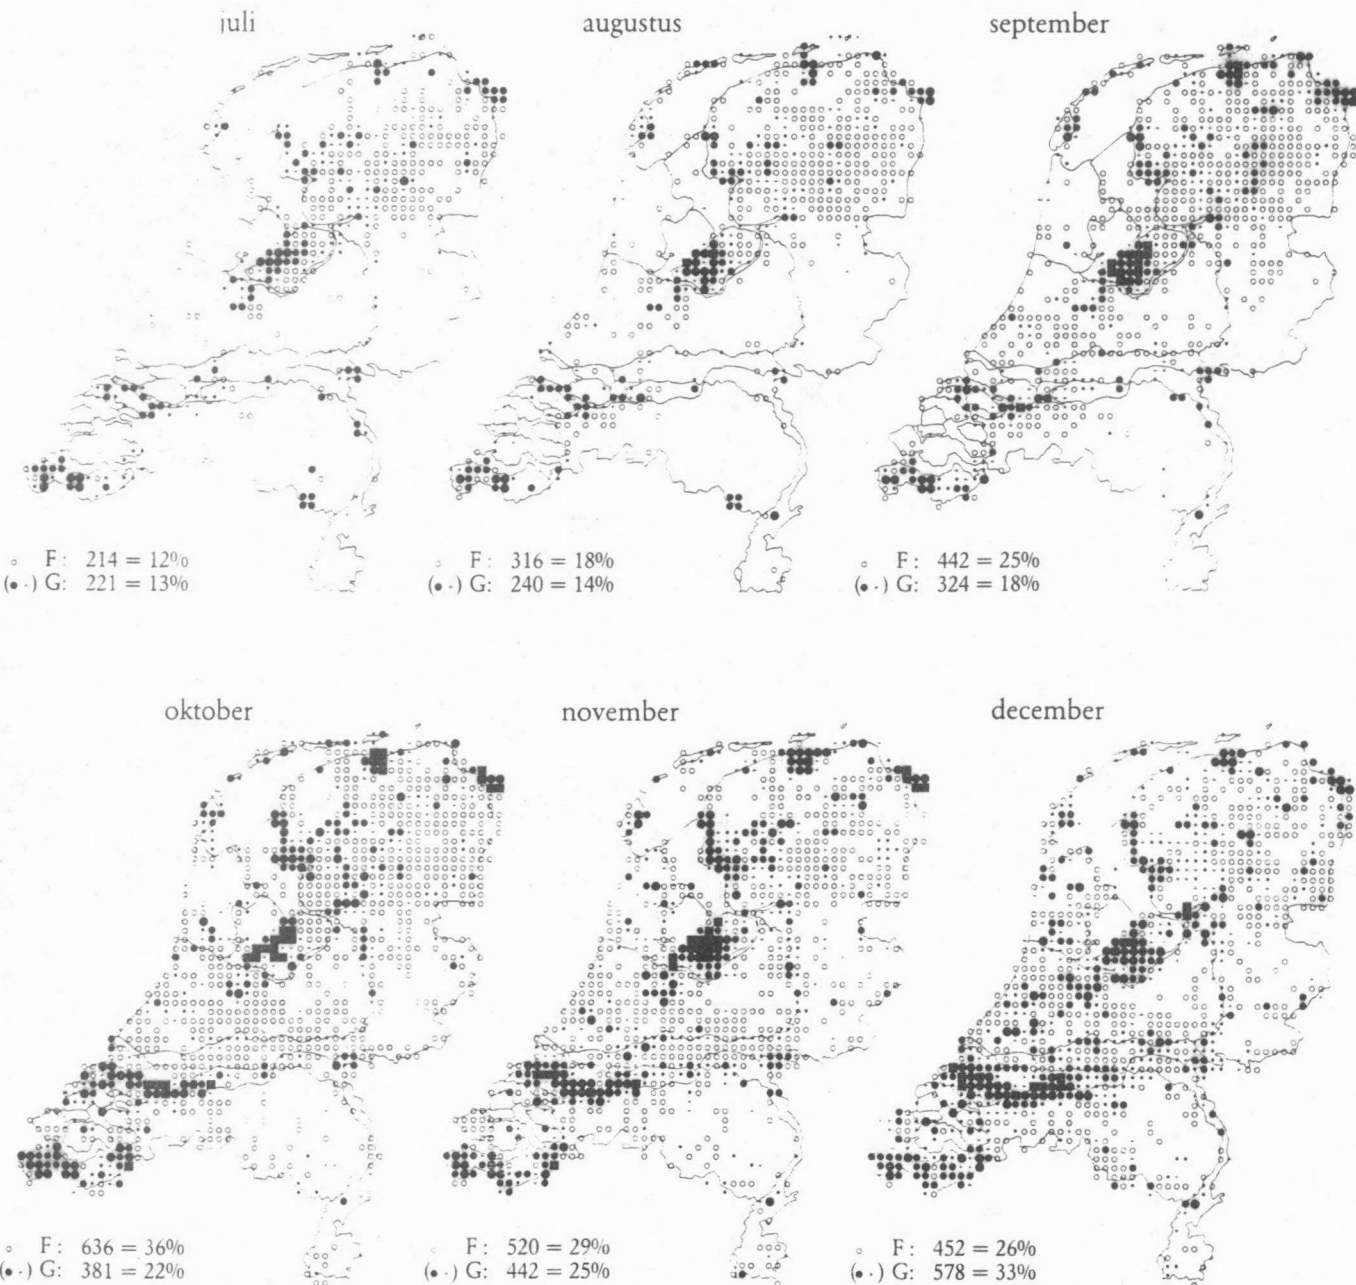 juli
augustus
september
○ F : 214 = 12%
(● ·) G: 221 = 13%
○ F : 316 = 18%
(● ·) G: 240 = 14%
○ F : 442 = 25%
(● ·) G: 324 = 18%
oktober
november
december
○ F : 636 = 36%
(● ·) G: 381 = 22%
○ F : 520 = 29%
(● ·) G: 442 = 25%
○ F : 452 = 26%
(● ·) G: 578 = 33%